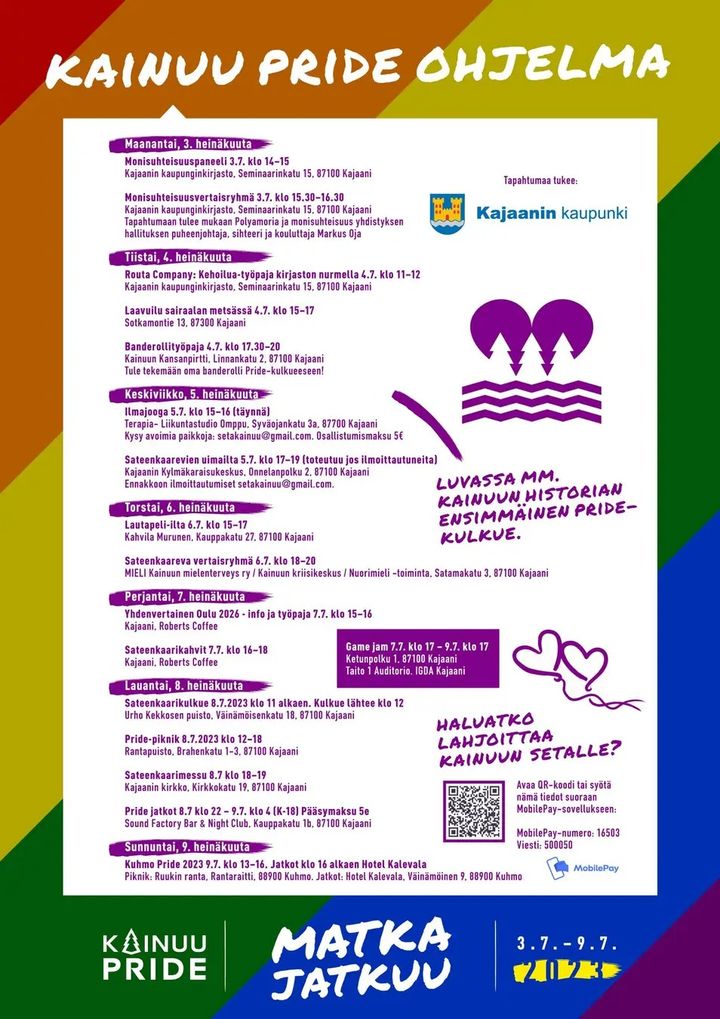 KAINUU PRIDE OHJELMA
Maanantai, 3. heinäkuuta
Monisuhteisuuspaneeli 3.7. klo 14–15
Kajaanin kaupunginkirjasto, Seminaarinkatu 15, 87100 Kajaani
Monisuhteisuusvertaisryhmä 3.7. klo 15.30–16.30
Kajaanin kaupunginkirjasto, Seminaarinkatu 15, 87100 Kajaani
Tapahtumaan tulee mukaan Polyamoria ja monisuhteisuus yhdistyksen
hallituksen puheenjohtaja, sihteeri ja kouluttaja Markus Oja
Tapahtumaa tukee:
Kajaanin kaupunki
Tiistai, 4. heinäkuuta
Routa Company: Kehoilua-työpaja kirjaston nurmella 4.7. klo 11–12
Kajaanin kaupunginkirjasto, Seminaarinkatu 15, 87100 Kajaani
Laavuilu sairaalan metsässä 4.7. klo 15–17
Sotkamontie 13, 87300 Kajaani
Banderollityöpaja 4.7. klo 17.30–20
Kainuun Kansanpirtti, Linnankatu 2, 87100 Kajaani
Tule tekemään oma banderolli Pride-kulkueeseen!
Keskiviikko, 5. heinäkuuta
Ilmajooga 5.7. klo 15–16 (täynnä)
Terapia- Liikuntastudio Omppu, Syväojankatu 3a, 87700 Kajaani
Kysy avoimia paikkoja: setakainuu@gmail.com. Osallistumismaksu 5€
Sateenkaarevien uimailta 5.7. klo 17–19 (toteutuu jos ilmoittautuneita)
Kajaanin Kylmäkaraisukeskus, Onnelanpolku 2, 87100 Kajaani
Ennakkoon ilmoittautumiset setakainuu@gmail.com.
LUVASSA MM.
KAINUUN HISTORIAN
ENSIMMÄINEN PRIDE-
KULKUE.
Torstai, 6. heinäkuuta
Lautapeli-ilta 6.7. klo 15–17
Kahvila Murunen, Kauppakatu 27, 87100 Kajaani
Sateenkaareva vertaisryhmä 6.7. klo 18–20
MIELI Kainuun mielenterveys ry / Kainuun kriisikeskus / Nuorimieli -toiminta, Satamakatu 3, 87100 Kajaani
Perjantai, 7. heinäkuuta
Yhdenvertainen Oulu 2026 - info ja työpaja 7.7. klo 15–16
Kajaani, Roberts Coffee
Sateenkaarikahvit 7.7. klo 16–18
Kajaani, Roberts Coffee
Game jam 7.7. klo 17 – 9.7. klo 17
Ketunpolku 1, 87100 Kajaani
Taito 1 Auditorio. IGDA Kajaani
Lauantai, 8. heinäkuuta
Sateenkaarikulkue 8.7.2023 klo 11 alkaen. Kulkue lähtee klo 12
Urho Kekkosen puisto, Väinämöisenkatu 18, 87100 Kajaani
Pride-piknik 8.7.2023 klo 12–18
Rantapuisto, Brahenkatu 1–3, 87100 Kajaani
Sateenkaarimessu 8.7 klo 18–19
Kajaanin kirkko, Kirkkokatu 19, 87100 Kajaani
Pride jatkot 8.7 klo 22 – 9.7. klo 4 (K-18) Pääsymaksu 5e
Sound Factory Bar & Night Club, Kauppakatu 1b, 87100 Kajaani
HALUATKO
LAHJOITTAA
KAINUUN SETALLE?
Avaa QR-koodi tai syötä
nämä tiedot suoraan
MobilePay-sovellukseen:
MobilePay-numero: 16503
Viesti: 500050
MobilePay
Sunnuntai, 9. heinäkuuta
Kuhmo Pride 2023 9.7. klo 13–16. Jatkot klo 16 alkaen Hotel Kalevala
Piknik: Ruukin ranta, Rantaraitti, 88900 Kuhmo. Jatkot: Hotel Kalevala, Väinämöinen 9, 88900 Kuhmo
KAINUU
PRIDE
MATKA
JATKUU
3.7.–9.7.
2023